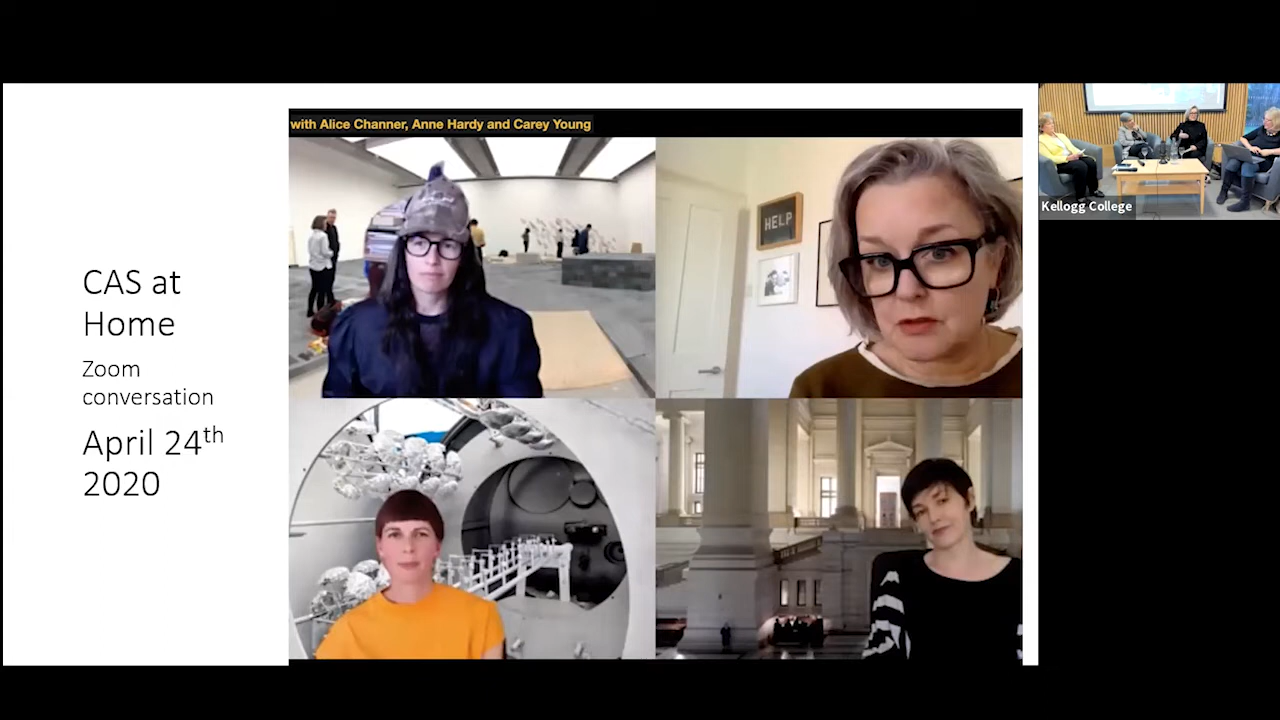 with Alice Channer, Anne Hardy and Carey Young
HELP
Kellogg College
CAS at
Home
Zoom
conversation
April 24th
2020